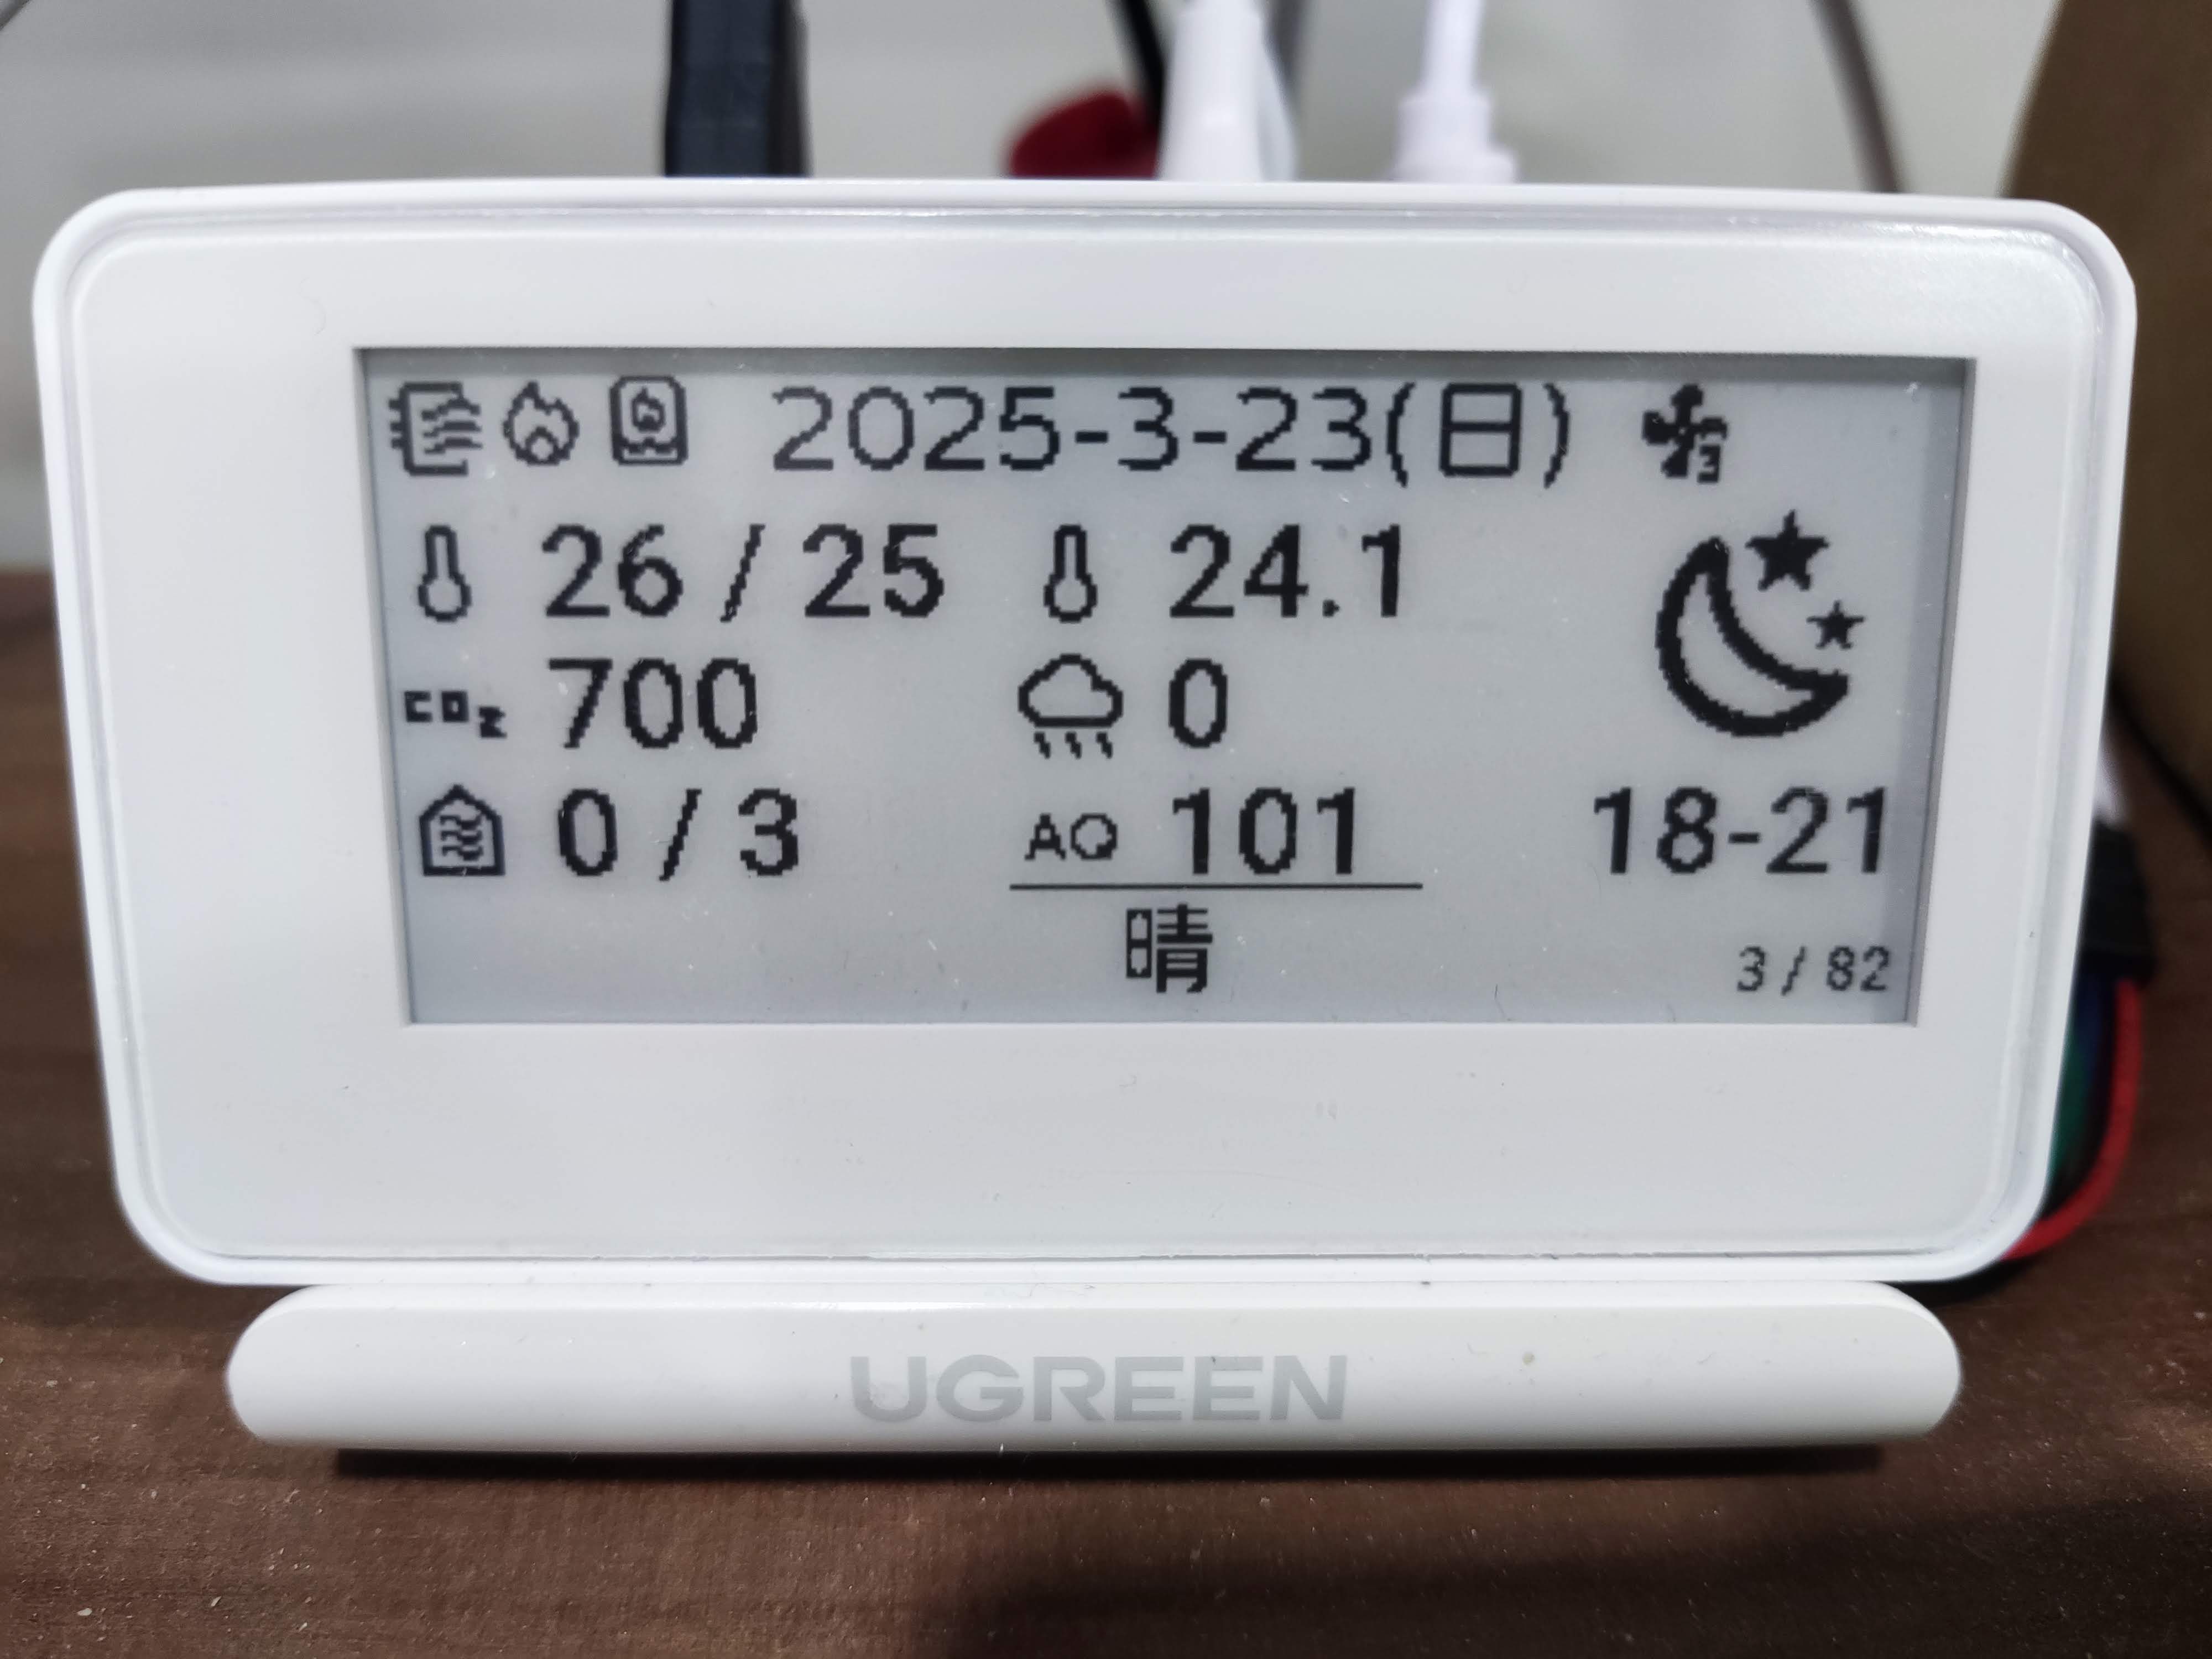 2025-3-23(日) 3
26 / 25 24.1
CO2 700 0
0 / 3 AQ 101 18-21
晴
3 / 82
UGREEN